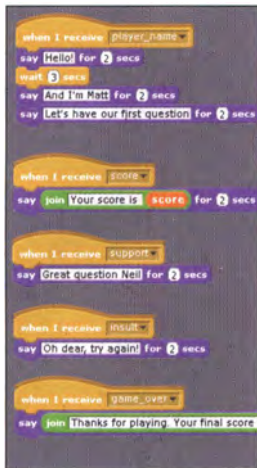 when I receive player_name
say Hello! for 2 secs
wait 3 secs
say And I'm Matt for 2 secs
say Let's have our first question for 2 secs
when I receive score
say join Your score is score for 2 secs
when I receive support
say Great question Neil for 2 secs
when I receive insult
say Oh dear, try again! for 2 secs
when I receive game_over
say join Thanks for playing. Your final score